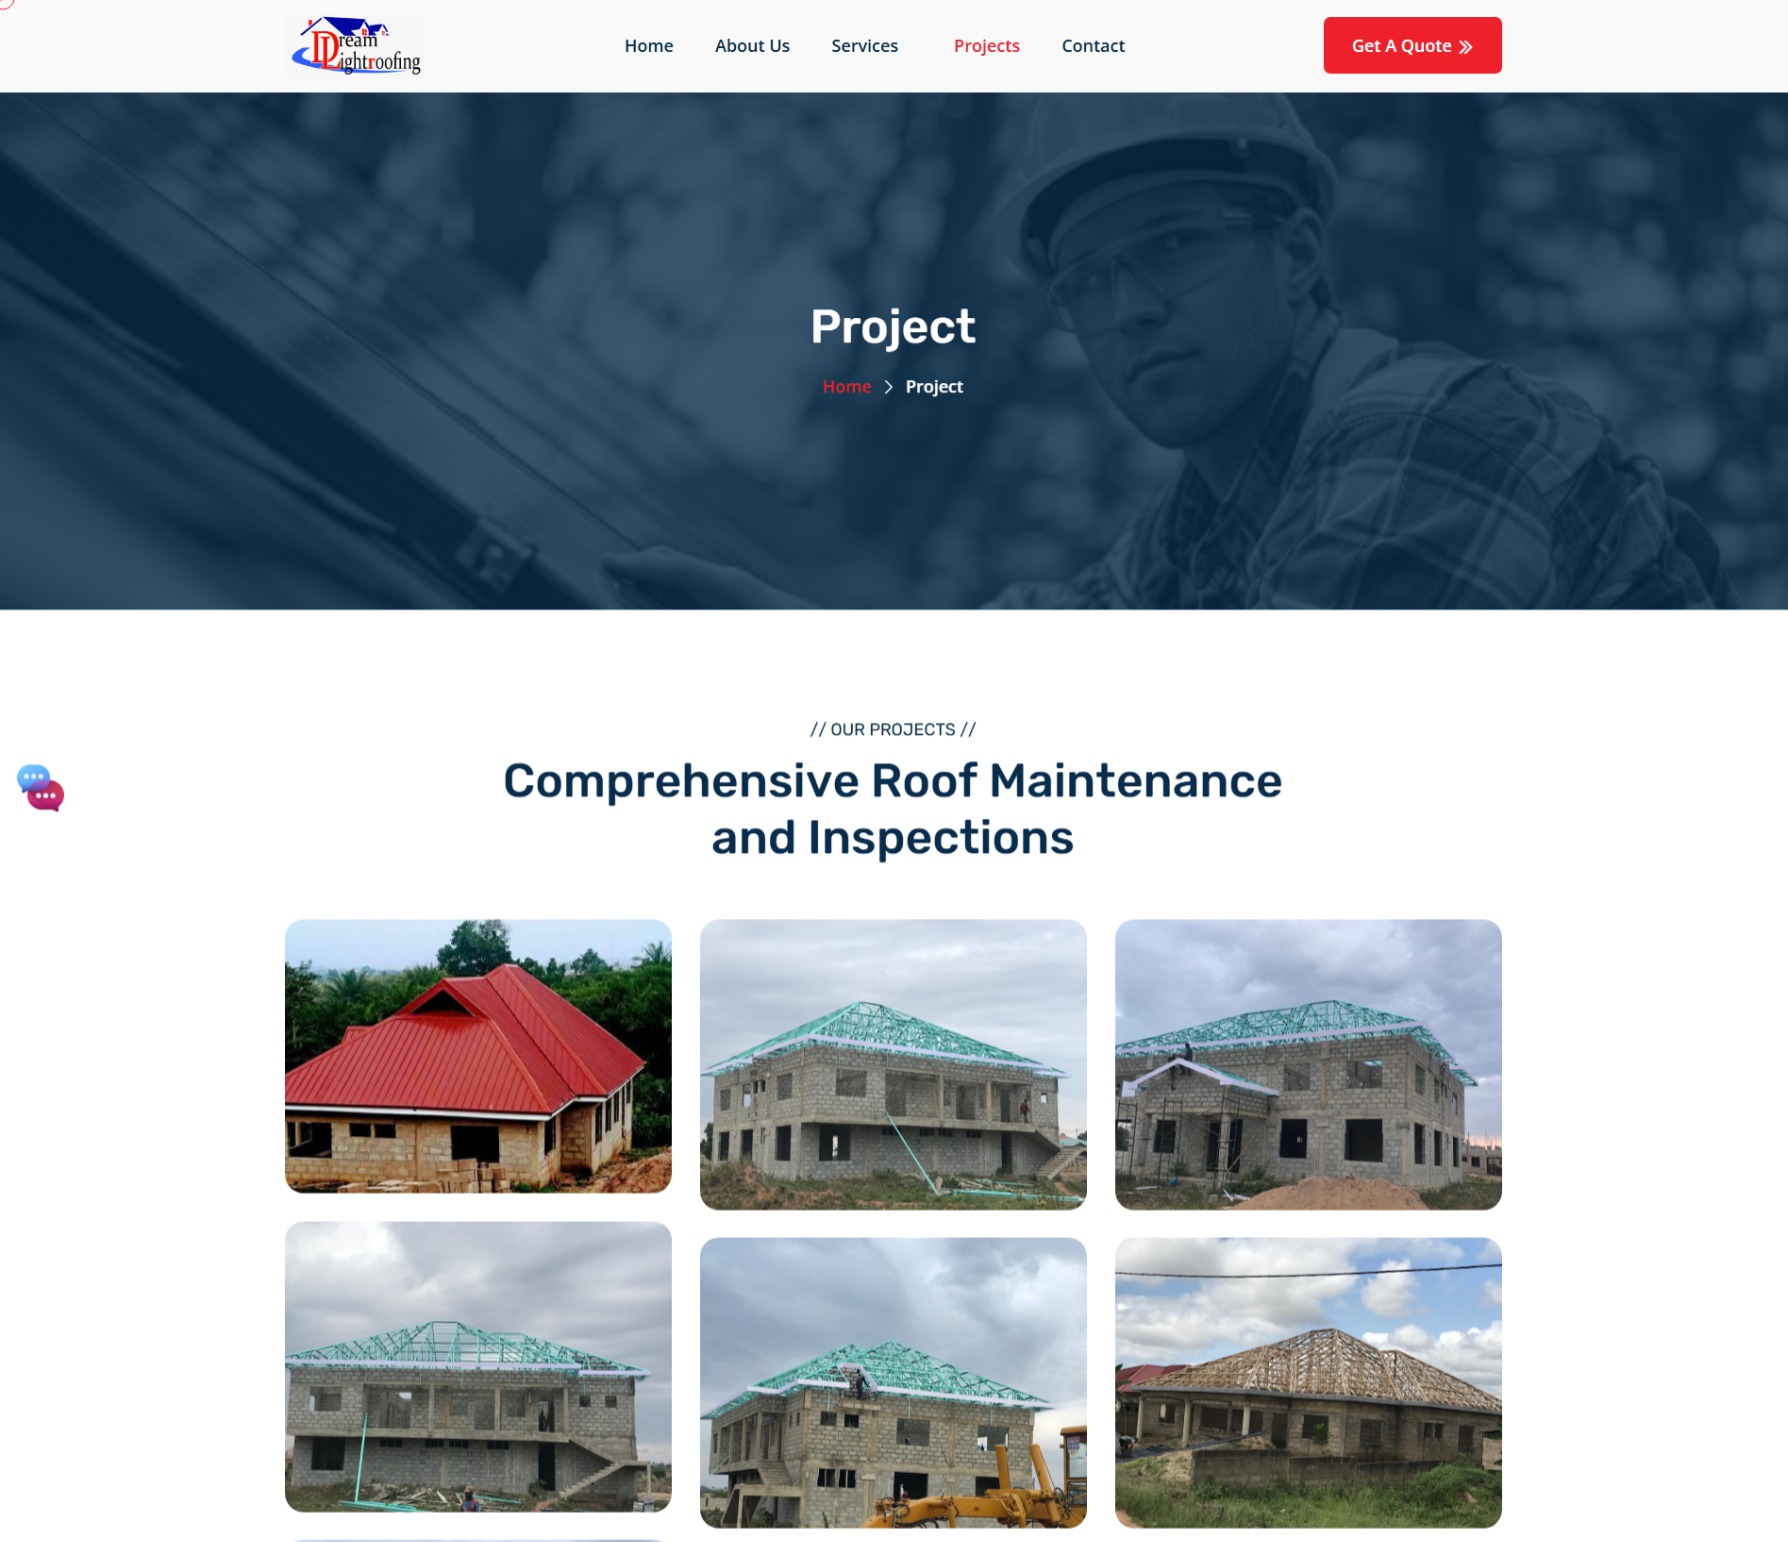 Dream
Lightroofing
Home
About Us
Services
Projects
Contact
Get A Quote
Project
Home
Project
// OUR PROJECTS //
Comprehensive Roof Maintenance
and Inspections